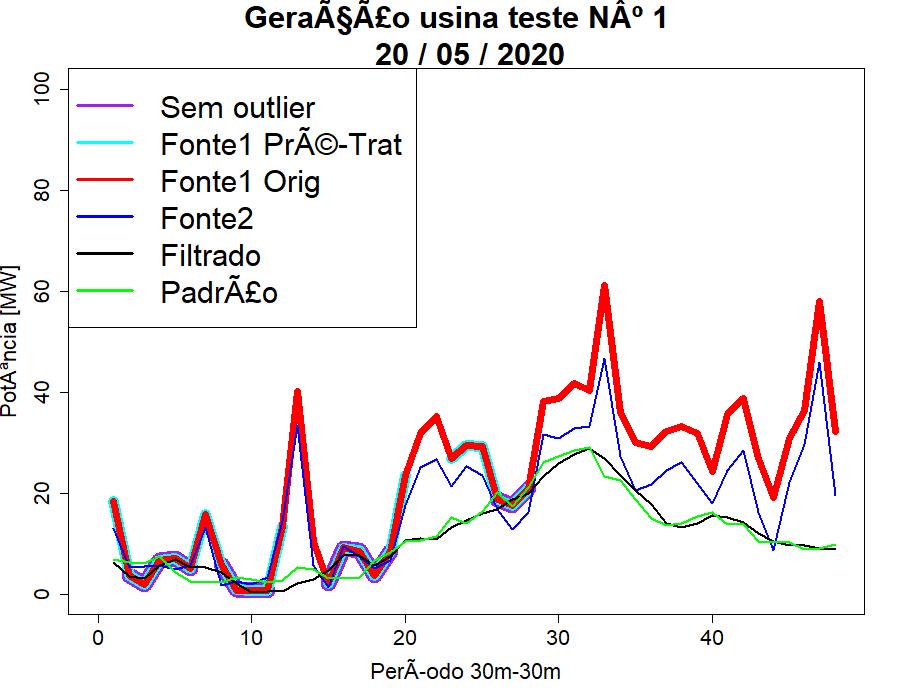 GeraÃ§Ã£o usina teste NÂº 1
20 / 05 / 2020
Sem outlier
Fonte1 PrÃ©-Trat
Fonte1 Orig
Fonte2
Filtrado
PadrÃ£o
PotÃªncia [MW]
100
80
60
40
20
0
0 10 20 30 40
PerÃ-odo 30m-30m